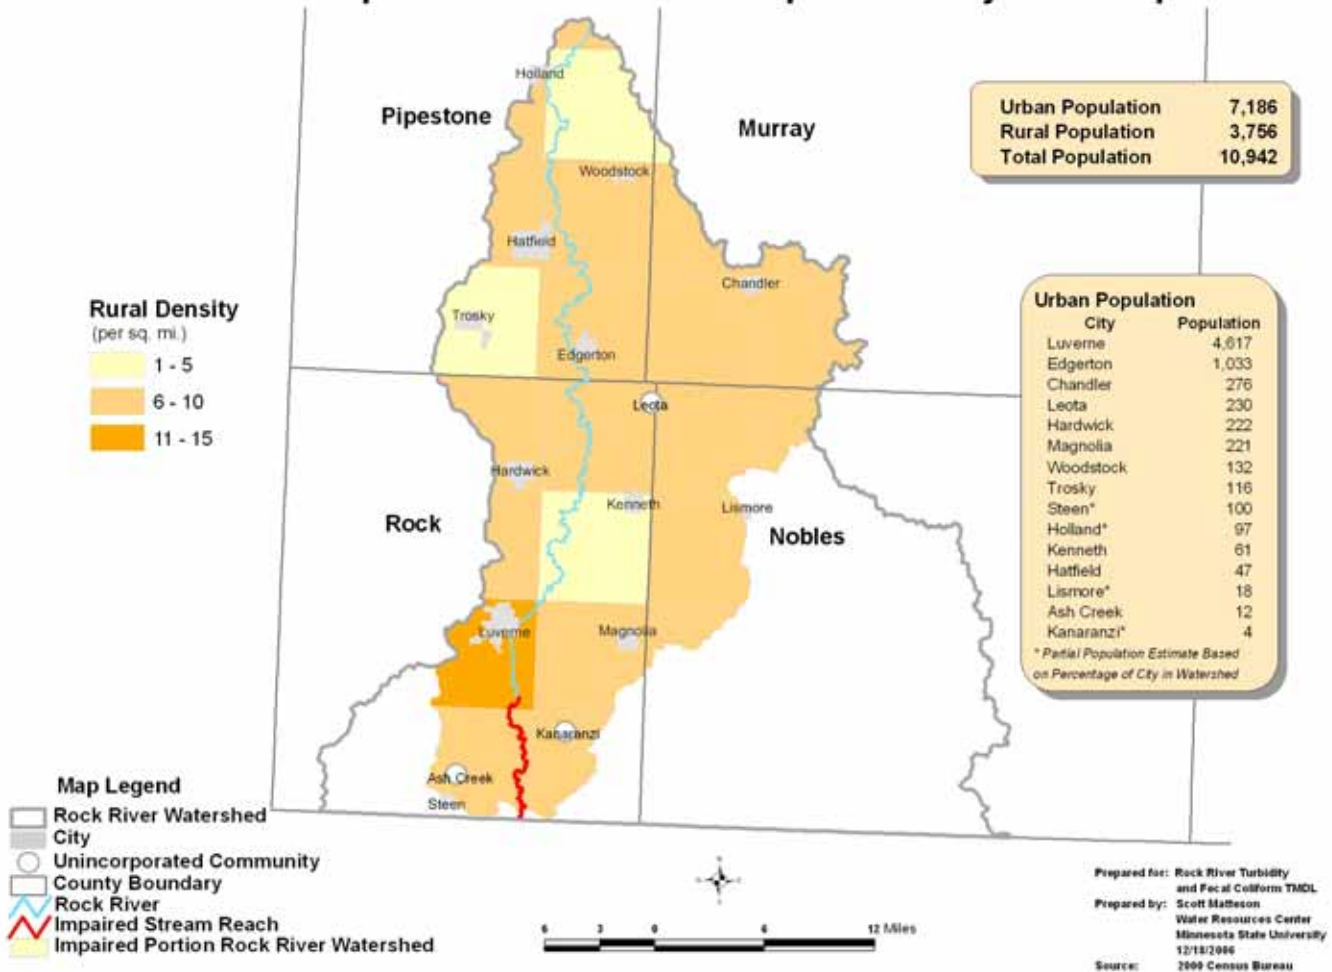 Pipestone
Murray
Holland
Woodstock
Hatfield
Chandler
Trosky
Edgerton
Leota
Hardwick
Kenneth
Lismore
Rock
Nobles
Luverne
Magnolia
Kanaranzi
Ash Creek
Steen
Urban Population 7,186
Rural Population 3,756
Total Population 10,942
Rural Density
(per sq. mi.)
1 - 5
6 - 10
11 - 15
Urban Population
City Population
Luverne 4,617
Edgerton 1,033
Chandler 276
Leota 230
Hardwick 222
Magnolia 221
Woodstock 132
Trosky 116
Steen* 100
Holland* 97
Kenneth 61
Hatfield 47
Lismore* 18
Ash Creek 12
Kanaranzi* 4
* Partial Population Estimate Based
on Percentage of City in Watershed
Map Legend
Rock River Watershed
City
Unincorporated Community
County Boundary
Rock River
Impaired Stream Reach
Impaired Portion Rock River Watershed
6 3 0 6 12 Miles
Prepared for: Rock River Turbidity
and Fecal Coliform TMDL
Prepared by: Scott Matteson
Water Resources Center
Minnesota State University
12/18/2006
Source: 2000 Census Bureau